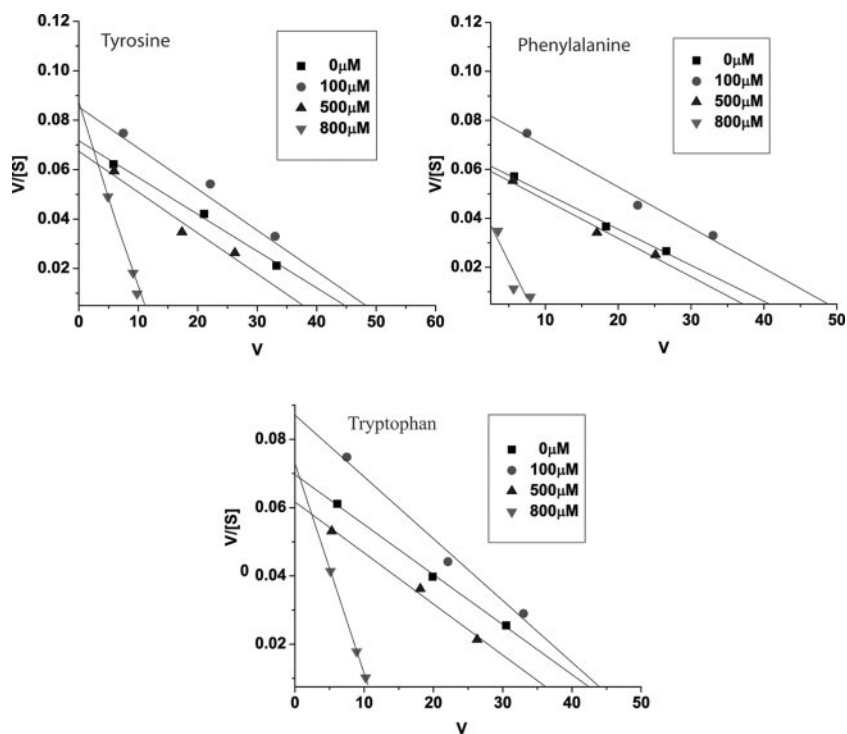 Tyrosine
0μM
100μM
500μM
800μM
0.12
0.10
0.08
0.06
0.04
0.02
V/[S]
0 10 20 30 40 50 60
V
Phenylalanine
0μM
100μM
500μM
800μM
0.12
0.10
0.08
0.06
0.04
0.02
V/[S]
10 20 30 40 50
V
Tryptophan
0μM
100μM
500μM
800μM
0.08
0.06
0.04
0.02
V/[S]
0
0 10 20 30 40 50
V